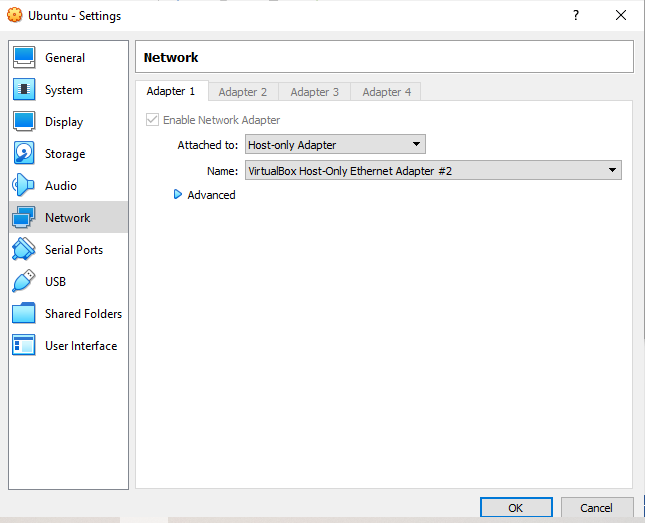 Ubuntu - Settings
?
General
System
Display
Storage
Audio
Network
Serial Ports
USB
Shared Folders
User Interface
Network
Adapter 1 Adapter 2 Adapter 3 Adapter 4
Enable Network Adapter
Attached to: Host-only Adapter
Name: VirtualBox Host-Only Ethernet Adapter #2
Advanced
OK Cancel